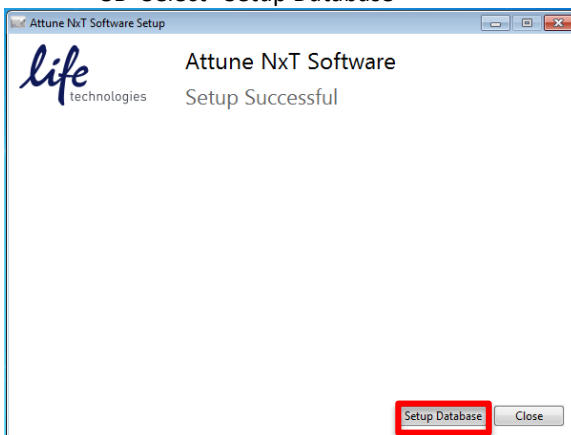 Attune NxT Software Setup
life
technologies
Attune NxT Software
Setup Successful
Setup Database
Close